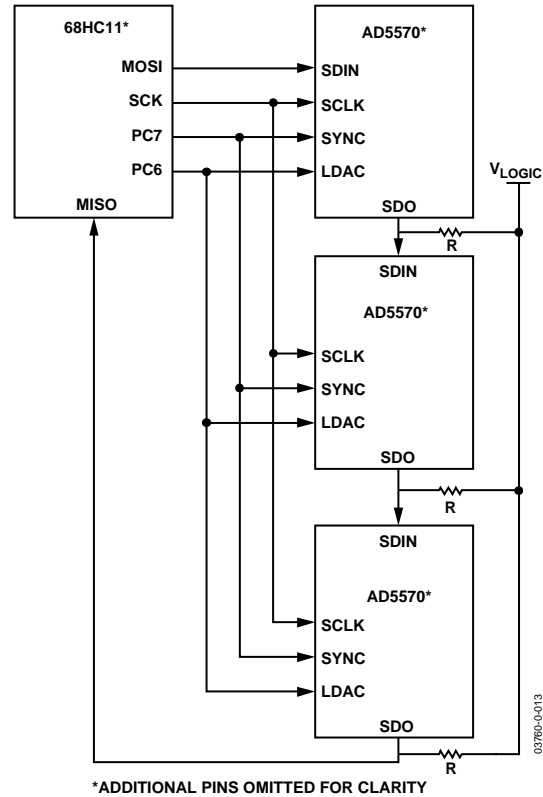 68HC11*
MOSI
SCK
PC7
PC6
MISO
AD5570*
SDIN
SCLK
SYNC
LDAC
SDO
V_LOGIC
R
SDIN
AD5570*
SCLK
SYNC
LDAC
SDO
R
SDIN
AD5570*
SCLK
SYNC
LDAC
SDO
R
03760-0-013
*ADDITIONAL PINS OMITTED FOR CLARITY